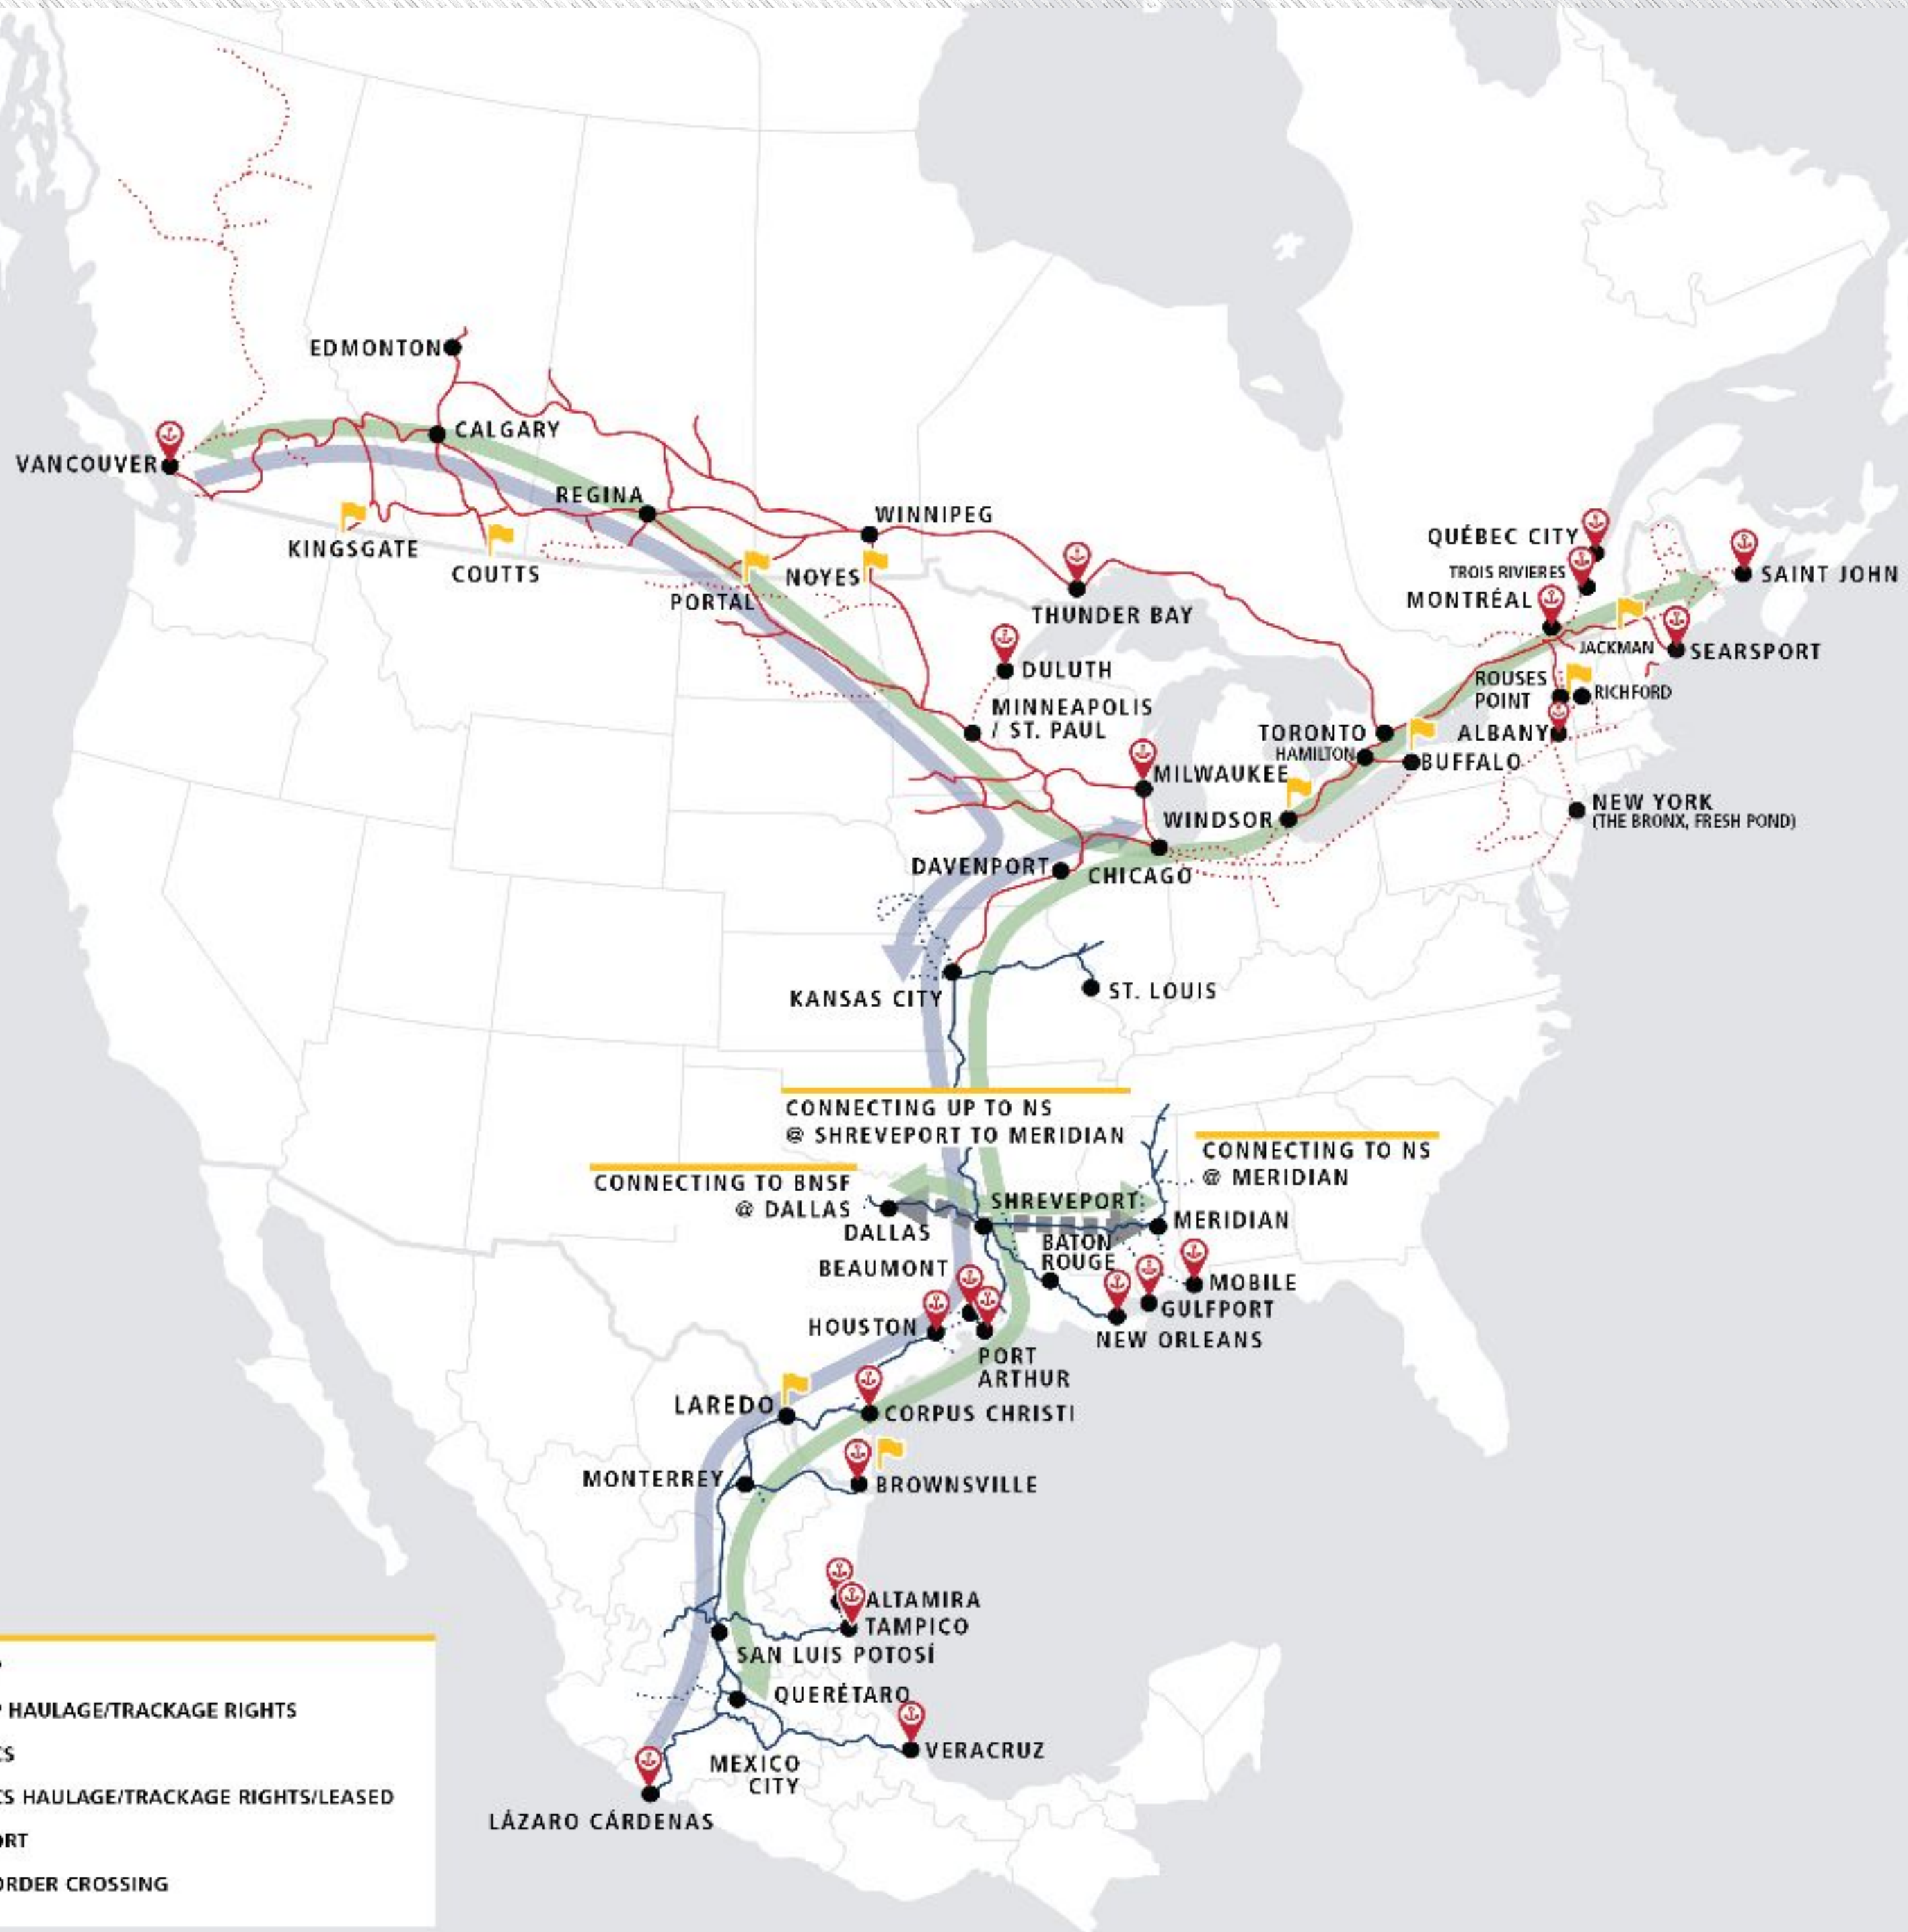 EDMONTON
CALGARY
VANCOUVER
REGINA
WINNIPEG
KINGSGATE
COUTTS
PORTAL
NOYES
THUNDER BAY
DULUTH
MINNEAPOLIS
/ ST. PAUL
QUÉBEC CITY
TROIS RIVIERES
MONTRÉAL
SAINT JOHN
JACKMAN
SEARSPORT
ROUSES
POINT
RICHFORD
TORONTO
ALBANY
HAMILTON
BUFFALO
MILWAUKEE
WINDSOR
NEW YORK
(THE BRONX, FRESH POND)
DAVENPORT
CHICAGO
KANSAS CITY
ST. LOUIS
CONNECTING UP TO NS
@ SHREVEPORT TO MERIDIAN
CONNECTING TO NS
@ MERIDIAN
CONNECTING TO BNSF
@ DALLAS
SHREVEPORT
DALLAS
MERIDIAN
BATON
ROUGE
BEAUMONT
MOBILE
GULFPORT
HOUSTON
NEW ORLEANS
PORT
ARTHUR
LAREDO
CORPUS CHRISTI
MONTERREY
BROWNSVILLE
ALTAMIRA
TAMPICO
SAN LUIS POTOSÍ
QUERÉTARO
VERACRUZ
MEXICO
CITY
LÁZARO CÁRDENAS
HAULAGE/TRACKAGE RIGHTS
CS
CS HAULAGE/TRACKAGE RIGHTS/LEASED
ORT
ORDER CROSSING